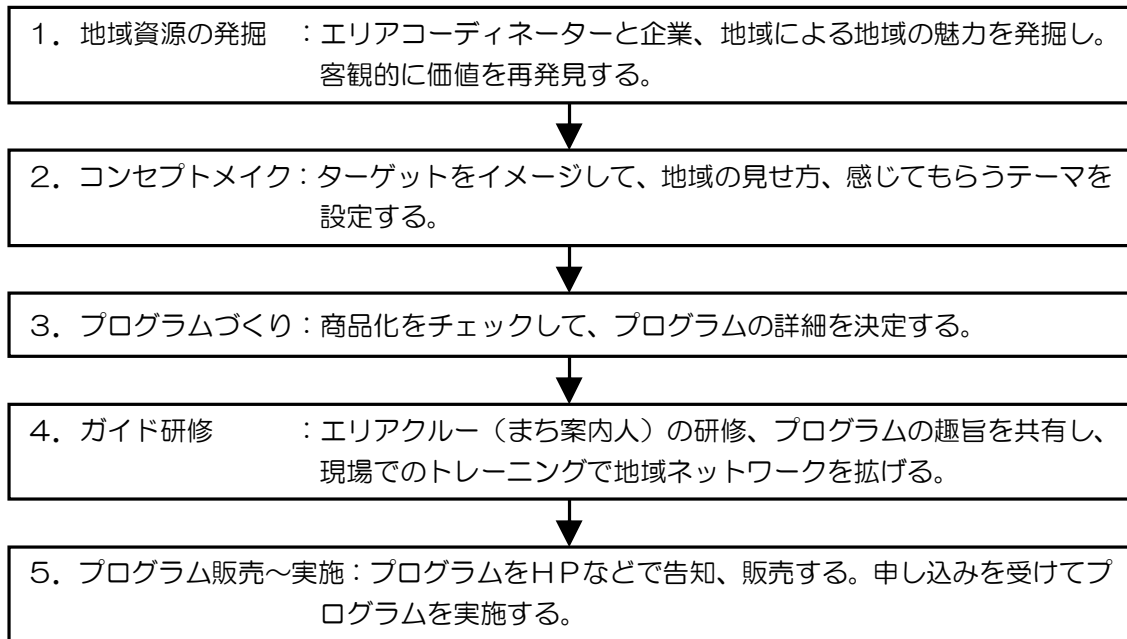 １．地域資源の発掘　：エリアコーディネーターと企業、地域による地域の魅力を発掘し。
客観的に価値を再発見する。
２．コンセプトメイク：ターゲットをイメージして、地域の見せ方、感じてもらうテーマを
設定する。
３．プログラムづくり：商品化をチェックして、プログラムの詳細を決定する。
４．ガイド研修　　　：エリアクルー（まち案内人）の研修、プログラムの趣旨を共有し、
現場でのトレーニングで地域ネットワークを拡げる。
５．プログラム販売～実施：プログラムをＨＰなどで告知、販売する。申し込みを受けてプ
ログラムを実施する。